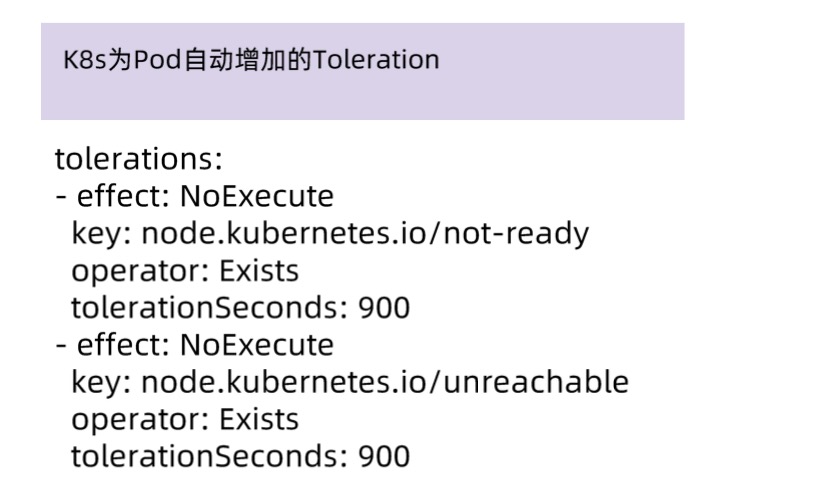 K8s为Pod自动增加的Toleration
tolerations:
- effect: NoExecute
  key: node.kubernetes.io/not-ready
  operator: Exists
  tolerationSeconds: 900
- effect: NoExecute
  key: node.kubernetes.io/unreachable
  operator: Exists
  tolerationSeconds: 900